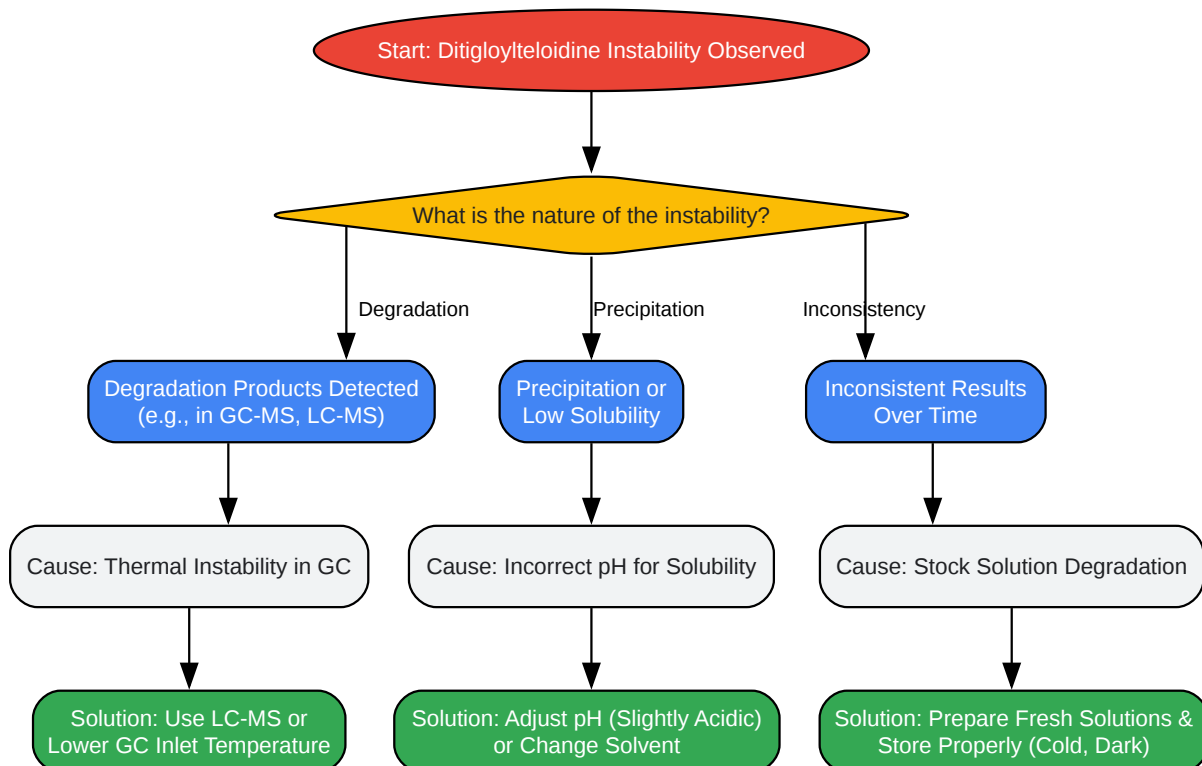 Start: Ditigloylteloidine Instability Observed
What is the nature of the instability?
Degradation
Precipitation
Inconsistency
Degradation Products Detected
(e.g., in GC-MS, LC-MS)
Precipitation or
Low Solubility
Inconsistent Results
Over Time
Cause: Thermal Instability in GC
Cause: Incorrect pH for Solubility
Cause: Stock Solution Degradation
Solution: Use LC-MS or
Lower GC Inlet Temperature
Solution: Adjust pH (Slightly Acidic)
or Change Solvent
Solution: Prepare Fresh Solutions &
Store Properly (Cold, Dark)